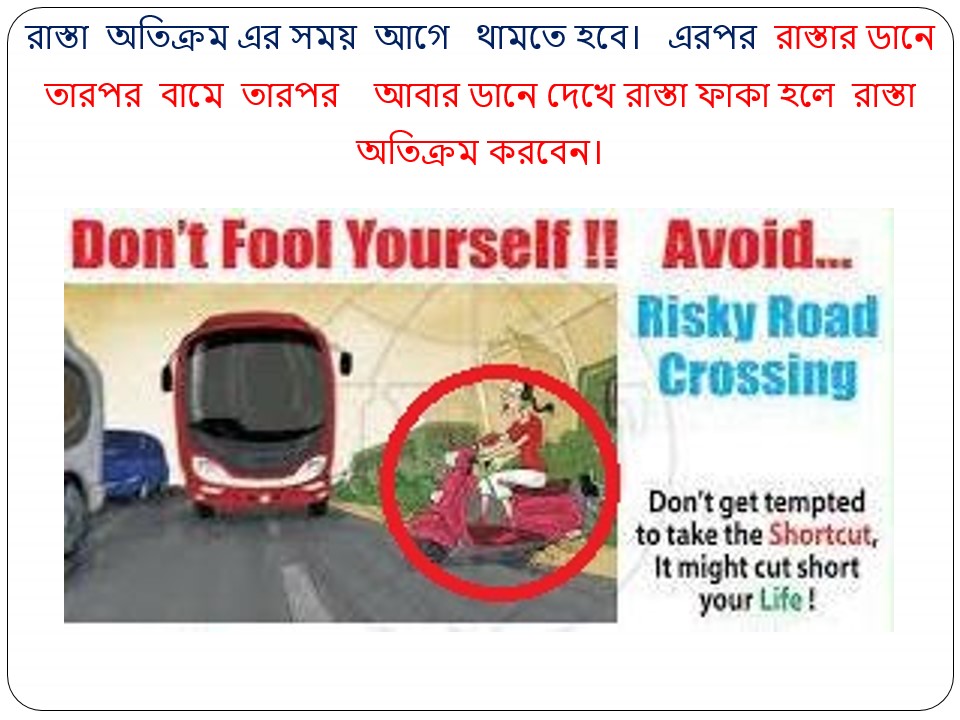 রাস্তা অতিক্রম এর সময় আগে থামতে হবে। এরপর রাস্তার ডানে
তারপর বামে তারপর আবার ডানে দেখে রাস্তা ফাকা হলে রাস্তা
অতিক্রম করবেন।
Don't Fool Yourself !!
Avoid...
Risky Road
Crossing
Don't get tempted
to take the Shortcut,
It might cut short
your Life !